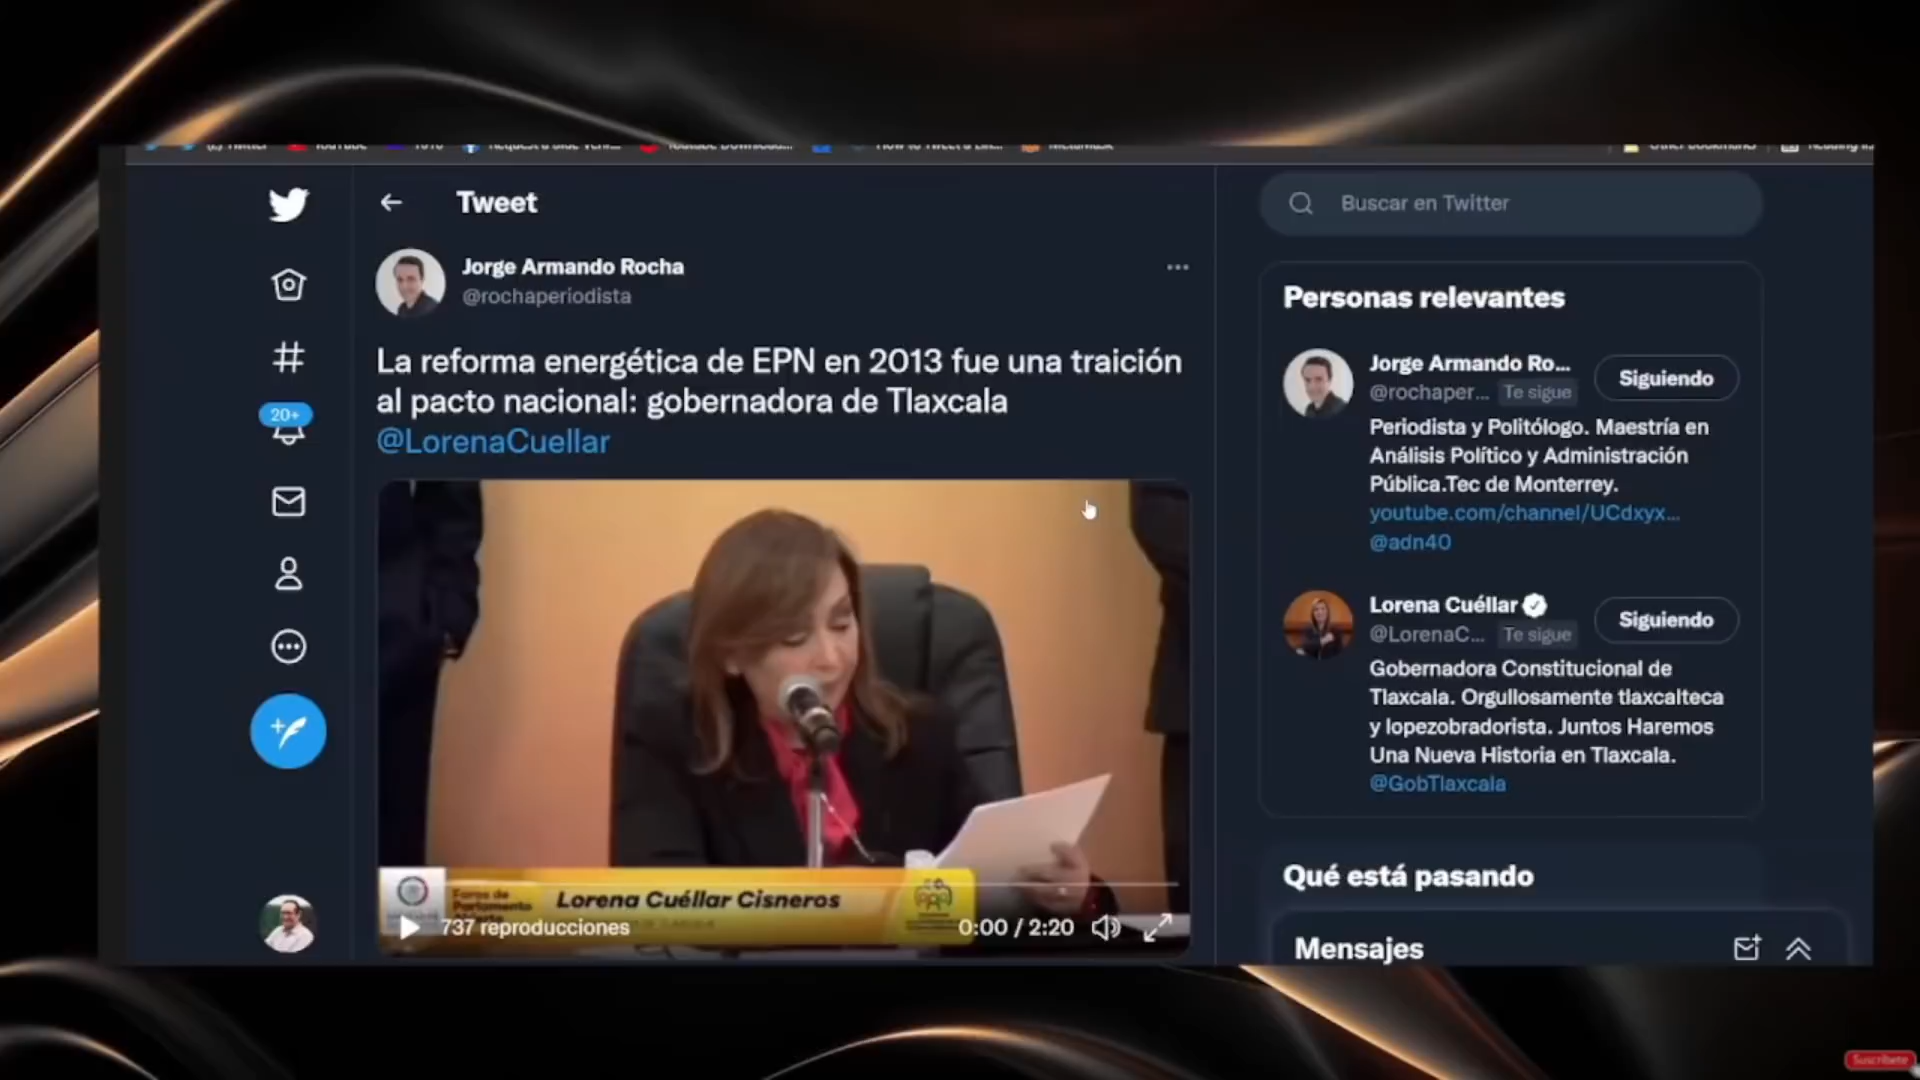 Tweet
Jorge Armando Rocha
@rochaperiodista
La reforma energética de EPN en 2013 fue una traición
al pacto nacional: gobernadora de Tlaxcala
@LorenaCuellar
20+
Foros de
Parlamento
Lorena Cuéllar Cisneros
737 reproducciones
0:00 / 2:20
Buscar en Twitter
Personas relevantes
Jorge Armando Ro...
@rochaper... Te sigue
Siguiendo
Periodista y Politólogo. Maestría en
Análisis Político y Administración
Pública.Tec de Monterrey.
youtube.com/channel/UCdxyx...
@adn40
Lorena Cuéllar
@LorenaC... Te sigue
Siguiendo
Gobernadora Constitucional de
Tlaxcala. Orgullosamente tlaxcalteca
y lopezobradorista. Juntos Haremos
Una Nueva Historia en Tlaxcala.
@GobTlaxcala
Qué está pasando
Mensajes
Suscríbete